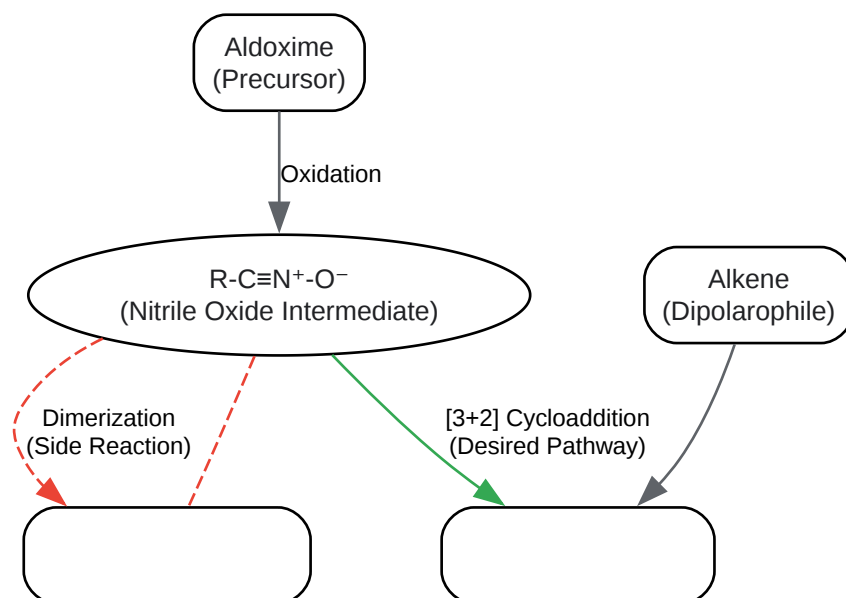 Aldoxime
(Precursor)
Oxidation
R-C≡N⁺-O⁻
(Nitrile Oxide Intermediate)
Alkene
(Dipolarophile)
Dimerization
(Side Reaction)
[3+2] Cycloaddition
(Desired Pathway)